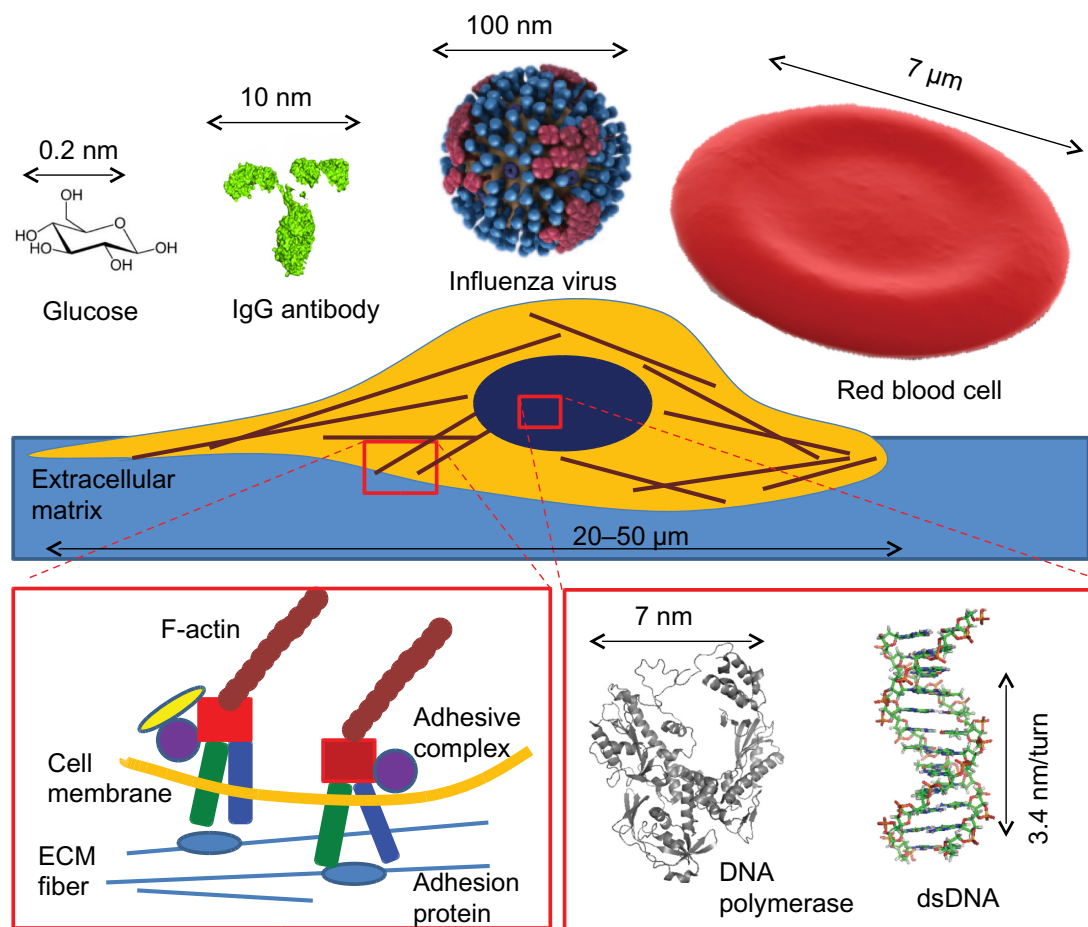 100 nm
7 µm
10 nm
0.2 nm
OH
HO
O
HO
OH
OH
Glucose
IgG antibody
Influenza virus
Red blood cell
Extracellular
matrix
20–50 µm
F-actin
Adhesive
complex
Cell
membrane
ECM
fiber
Adhesion
protein
7 nm
3.4 nm/turn
DNA
polymerase
dsDNA